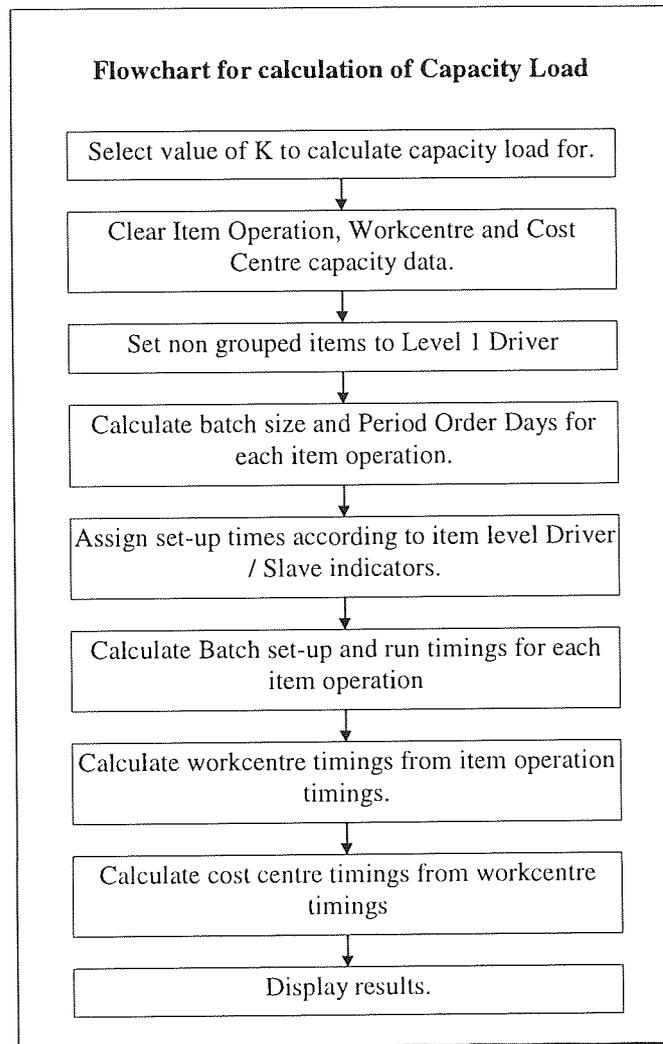 Flowchart for calculation of Capacity Load
Select value of K to calculate capacity load for.
Clear Item Operation, Workcentre and Cost
Centre capacity data.
Set non grouped items to Level 1 Driver
Calculate batch size and Period Order Days for
each item operation.
Assign set-up times according to item level Driver
/ Slave indicators.
Calculate Batch set-up and run timings for each
item operation
Calculate workcentre timings from item operation
timings.
Calculate cost centre timings from workcentre
timings
Display results.